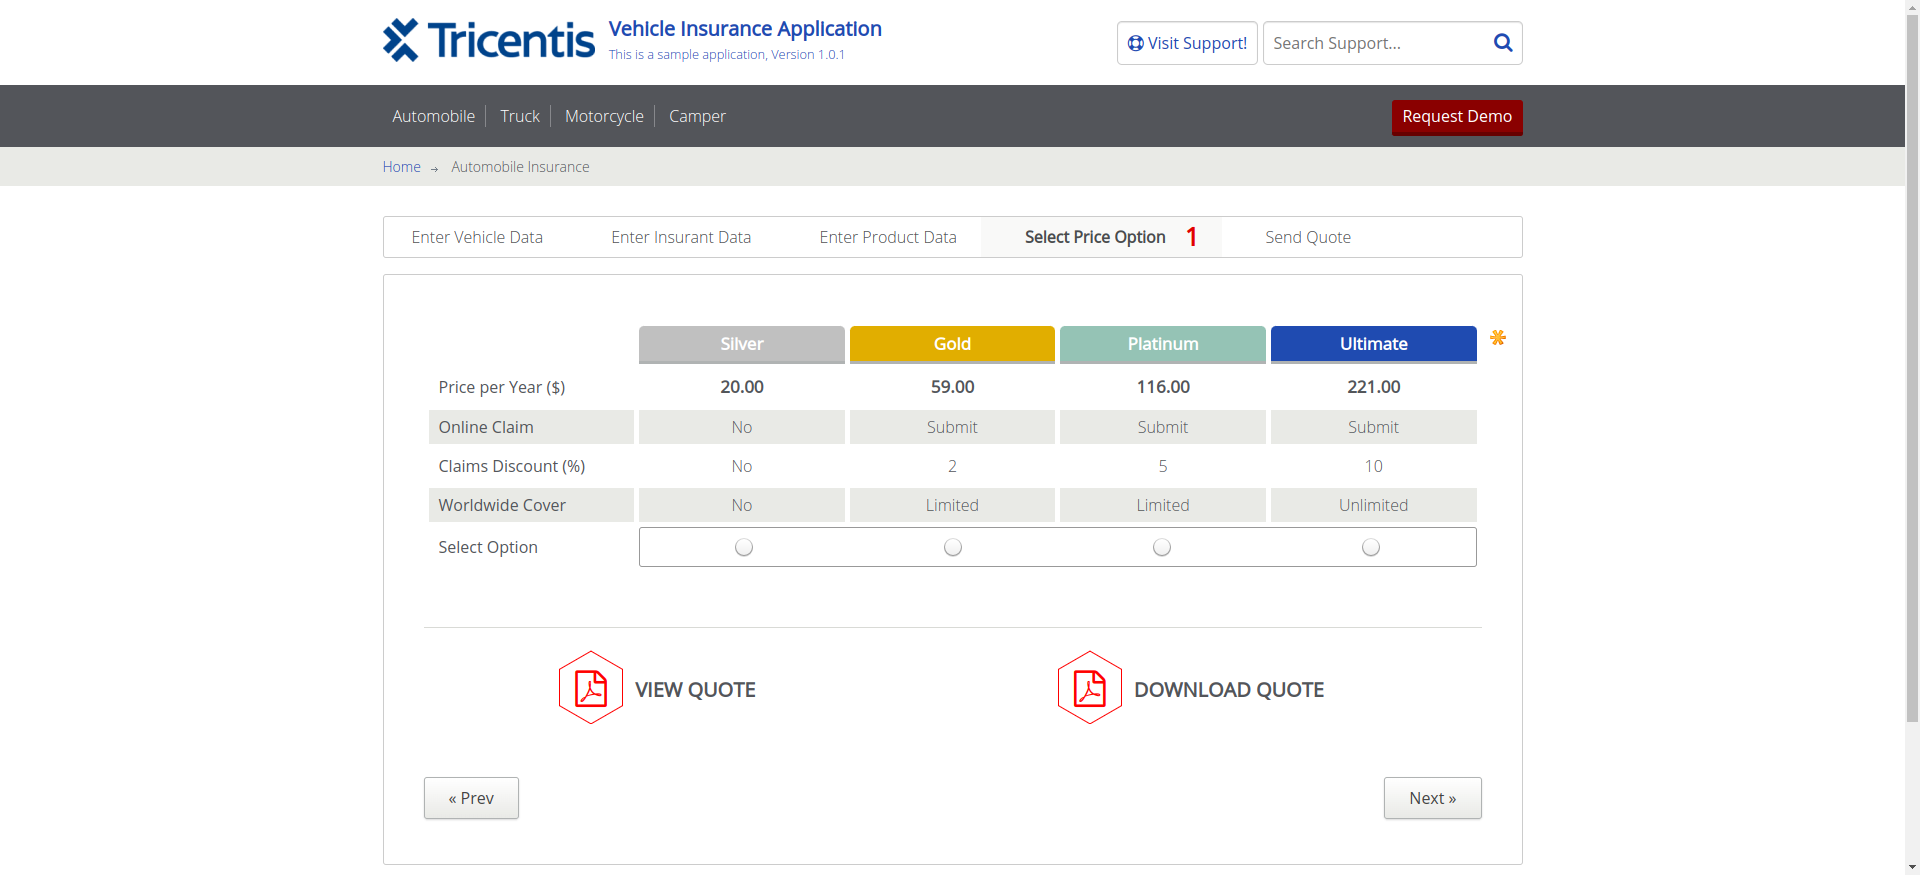 Tricentis
Vehicle Insurance Application
This is a sample application, Version 1.0.1
Visit Support!
Search Support...
Automobile Truck Motorcycle Camper
Request Demo
Home → Automobile Insurance
Enter Vehicle Data Enter Insurant Data Enter Product Data Select Price Option 1 Send Quote
Silver Gold Platinum Ultimate
Price per Year ($) 20.00 59.00 116.00 221.00
Online Claim No Submit Submit Submit
Claims Discount (%) No 2 5 10
Worldwide Cover No Limited Limited Unlimited
Select Option
VIEW QUOTE DOWNLOAD QUOTE
« Prev Next »